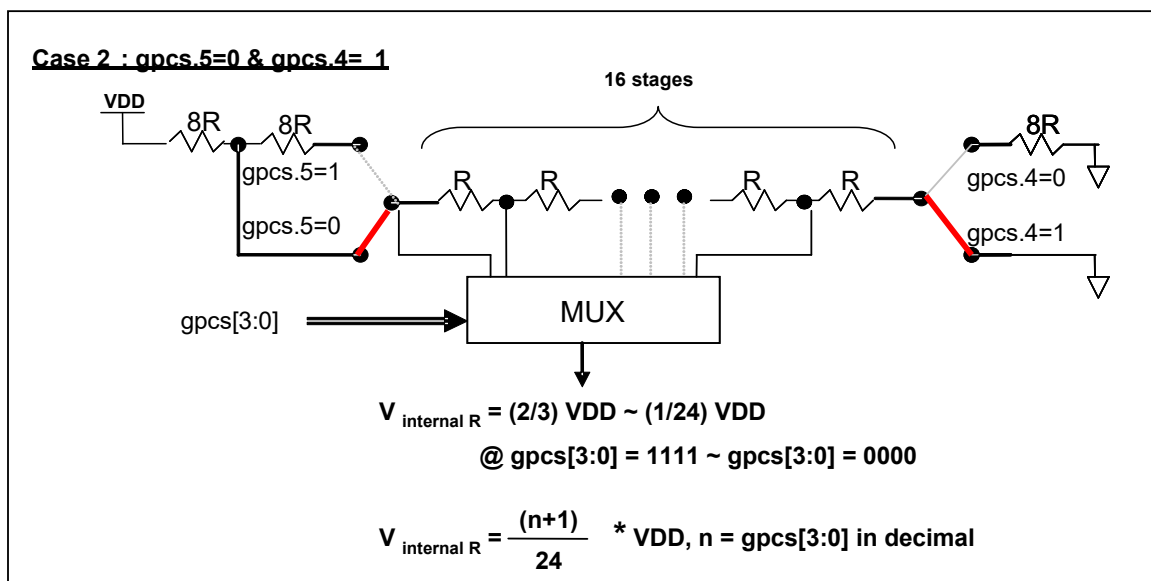 Case 2 : gpcs.5=0 & gpcs.4= 1
16 stages
VDD
8R 8R 8R
gpcs.5=1 R R R R gpcs.4=0
gpcs.5=0 gpcs.4=1
MUX
gpcs[3:0]
V internal R = (2/3) VDD ~ (1/24) VDD
@ gpcs[3:0] = 1111 ~ gpcs[3:0] = 0000
(n+1)
V internal R = * VDD, n = gpcs[3:0] in decimal
24